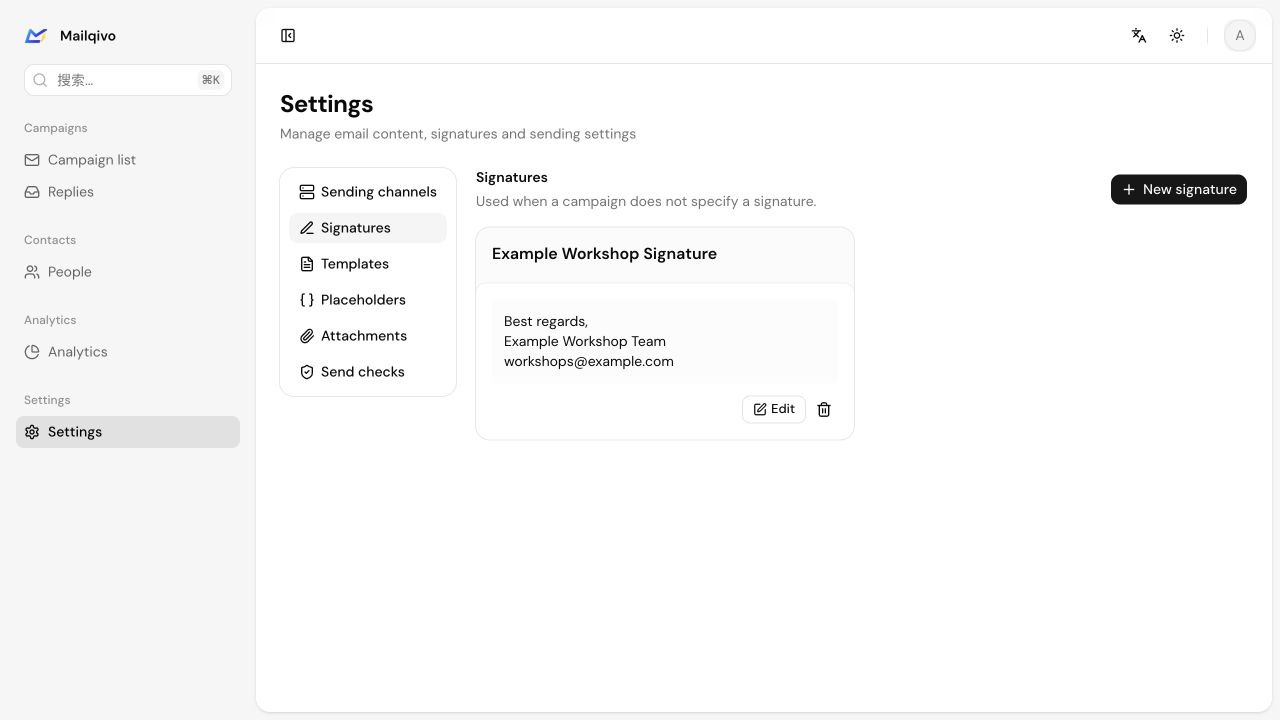 Mailqivo
搜索...
⌘K
Campaigns
Campaign list
Replies
Contacts
People
Analytics
Analytics
Settings
Settings
A
Settings
Manage email content, signatures and sending settings
Sending channels
Signatures
Templates
Placeholders
Attachments
Send checks
Signatures
Used when a campaign does not specify a signature.
New signature
Example Workshop Signature
Best regards,
Example Workshop Team
workshops@example.com
Edit